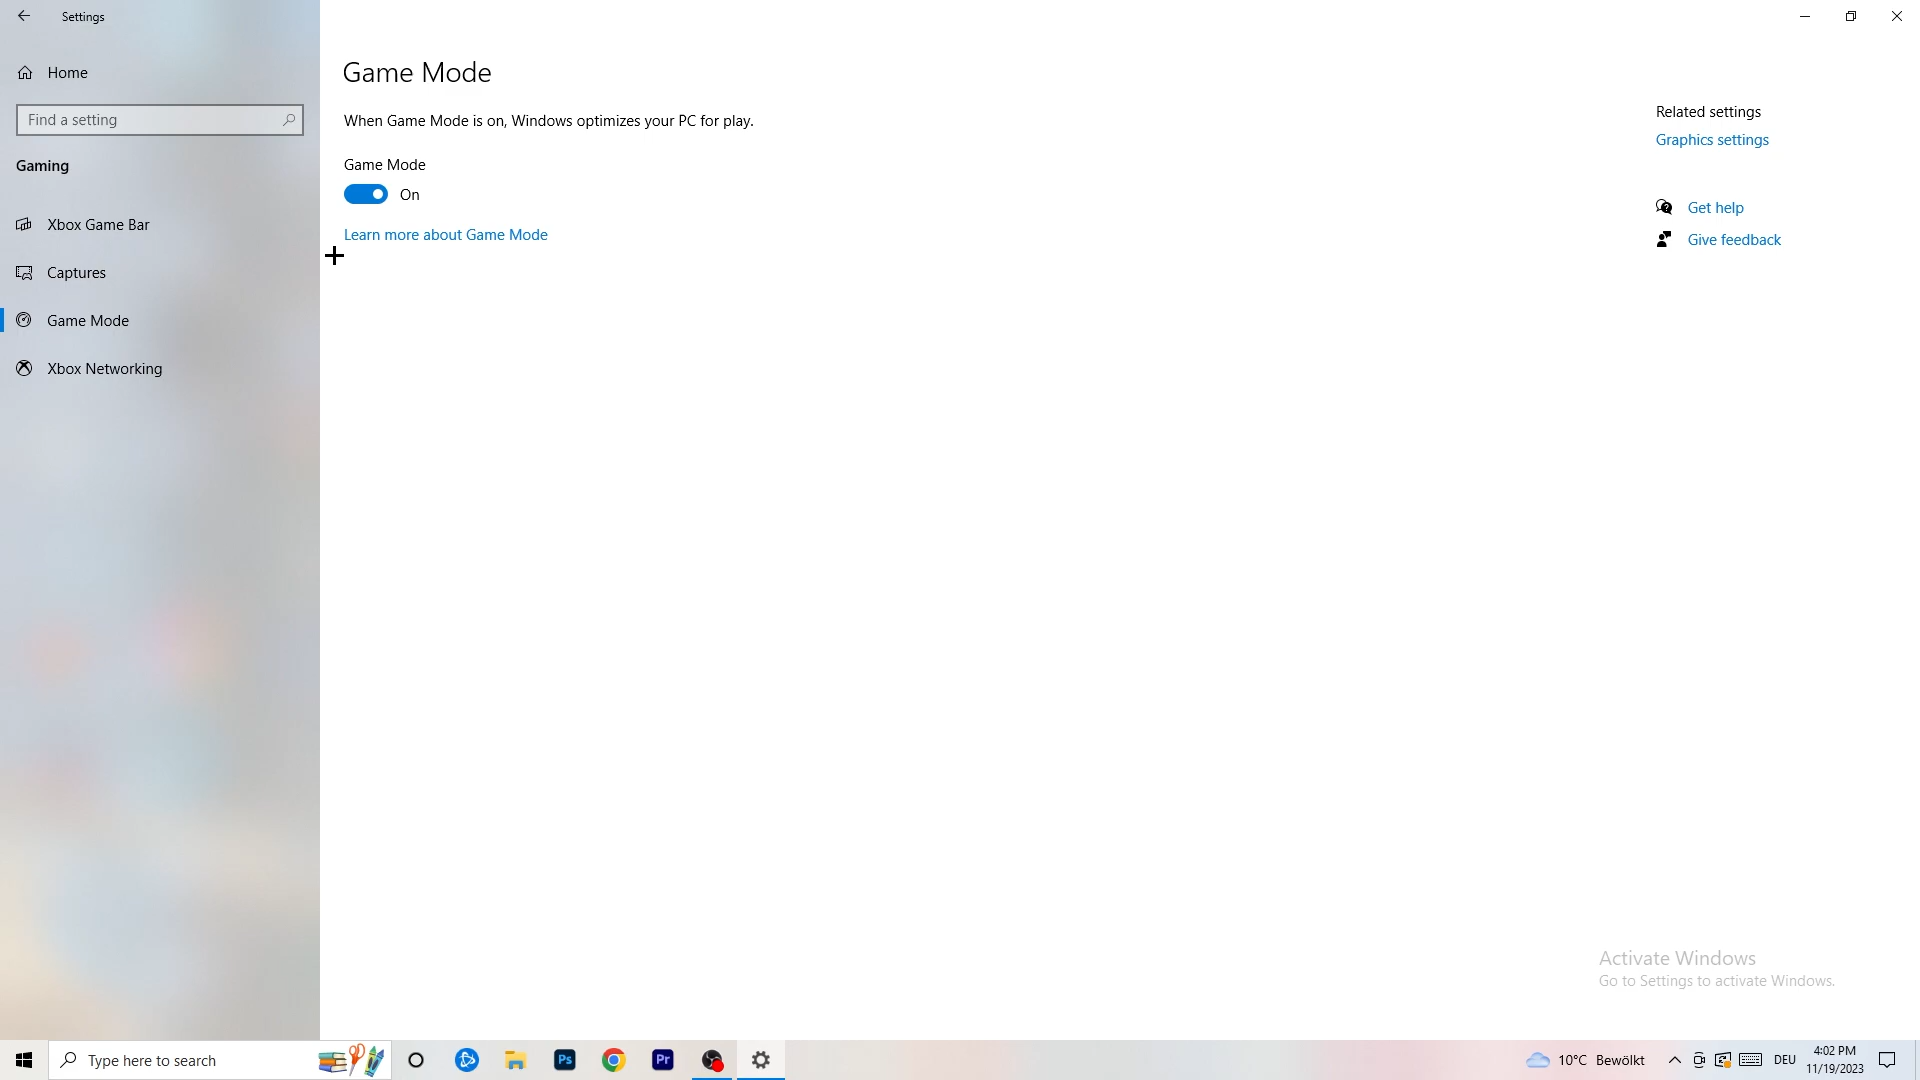 Settings
Home
Find a setting
Gaming
Xbox Game Bar
Captures
Game Mode
Xbox Networking
Game Mode
When Game Mode is on, Windows optimizes your PC for play.
Game Mode
On
Learn more about Game Mode
Related settings
Graphics settings
Get help
Give feedback
Activate Windows
Go to Settings to activate Windows.
Type here to search
Ps
Pr
10°C Bewölkt
DEU
4:02 PM
11/19/2023